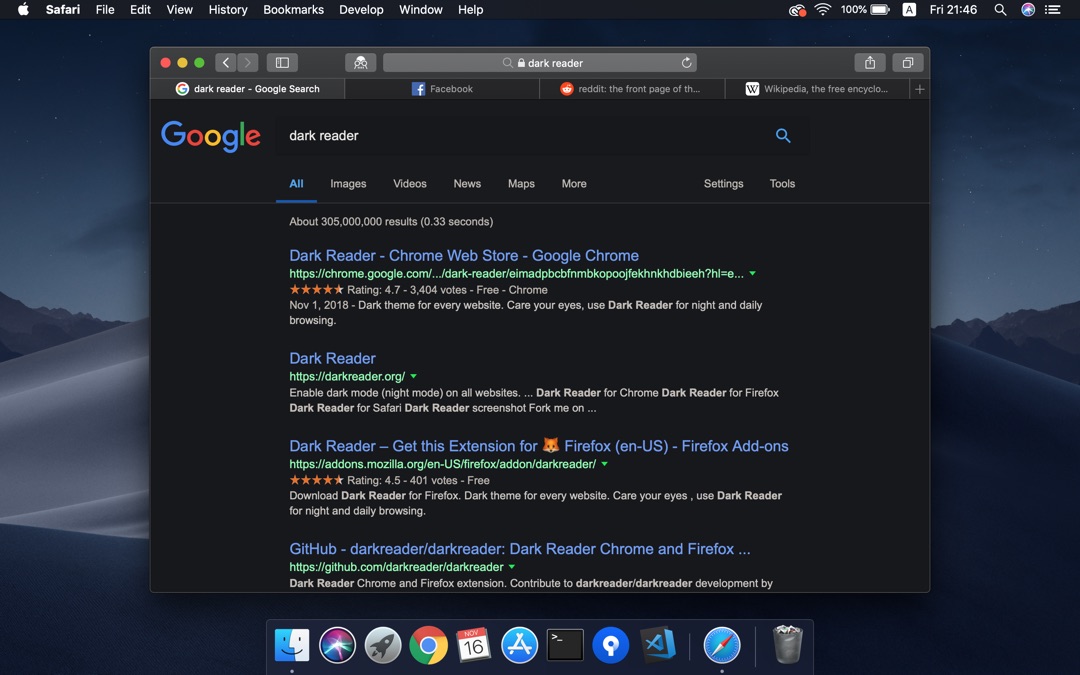 Safari File Edit View History Bookmarks Develop Window Help 100% A Fri 21:46
dark reader
dark reader - Google Search Facebook reddit: the front page of th... Wikipedia, the free encyclo...
Google dark reader
All Images Videos News Maps More Settings Tools
About 305,000,000 results (0.33 seconds)
Dark Reader - Chrome Web Store - Google Chrome
https://chrome.google.com/.../dark-reader/eimadpbcbfnmbkopoojfekhnkhdbieeh?hl=e...
Rating: 4.7 - 3,404 votes - Free - Chrome
Nov 1, 2018 - Dark theme for every website. Care your eyes, use Dark Reader for night and daily
browsing.
Dark Reader
https://darkreader.org/
Enable dark mode (night mode) on all websites. ... Dark Reader for Chrome Dark Reader for Firefox
Dark Reader for Safari Dark Reader screenshot Fork me on ...
Dark Reader – Get this Extension for 🦊 Firefox (en-US) - Firefox Add-ons
https://addons.mozilla.org/en-US/firefox/addon/darkreader/
Rating: 4.5 - 401 votes - Free
Download Dark Reader for Firefox. Dark theme for every website. Care your eyes , use Dark Reader
for night and daily browsing.
GitHub - darkreader/darkreader: Dark Reader Chrome and Firefox ...
https://github.com/darkreader/darkreader
Dark Reader Chrome and Firefox extension. Contribute to darkreader/darkreader development by
NOV
16